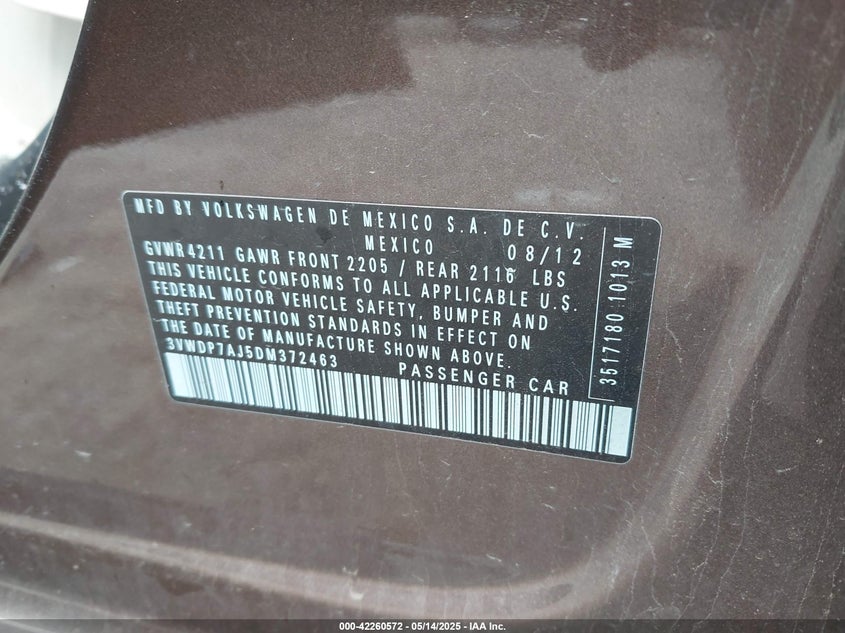 MFD BY VOLKSWAGEN DE MEXICO S.A. DE C.V.
MEXICO 08/12
GVWR4211 GAWR FRONT 2205 / REAR 2116 LBS
THIS VEHICLE CONFORMS TO ALL APPLICABLE U.S.
FEDERAL MOTOR VEHICLE SAFETY, BUMPER AND
THEFT PREVENTION STANDARDS IN EFFECT ON
THE DATE OF MANUFACTURE SHOWN ABOVE.
3VWDP7AJ5DM372463 PASSENGER CAR
3517180 1013 M
000-42260572 - 05/14/2025 - IAA Inc.